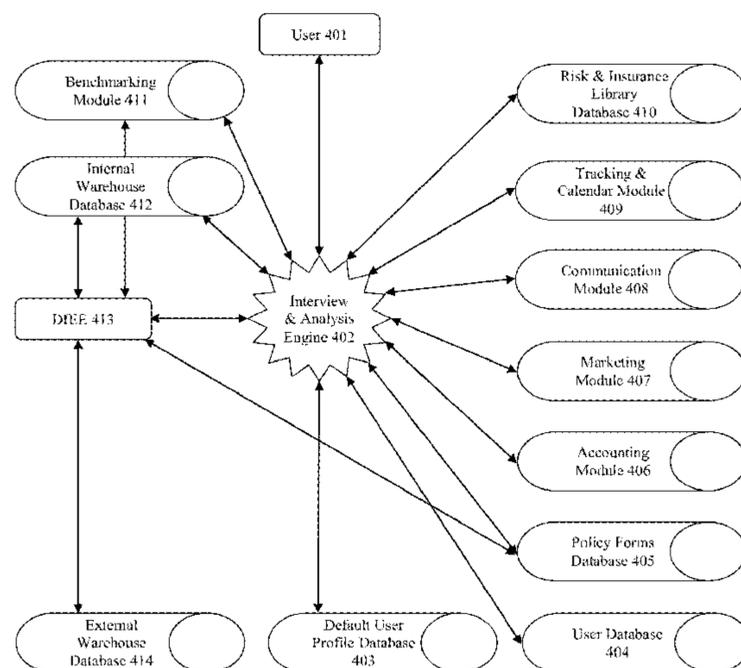 User 401
Benchmarking
Module 411
Risk & Insurance
Library
Database 410
Internal
Warehouse
Database 412
Tracking &
Calendar Module
409
Communication
Module 408
Interview
& Analysis
Engine 402
413
Marketing
Module 407
Accounting
Module 406
Policy Forms
Database 405
External
Warehouse
Database 414
Default User
Profile Database
403
User Database
404